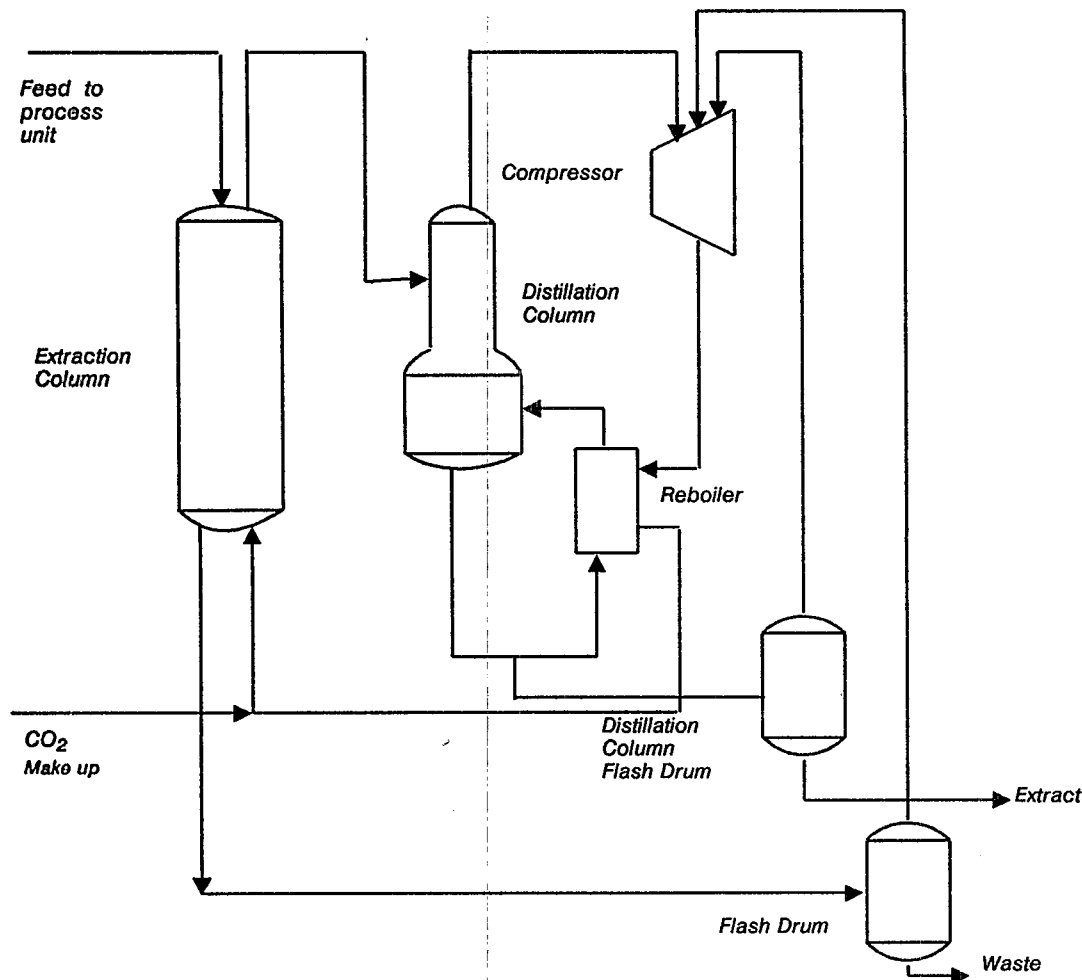 Feed to
process
unit
Compressor
Distillation
Column
Extraction
Column
Reboiler
CO₂
Make up
Distillation
Column
Flash Drum
Extract
Flash Drum
Waste